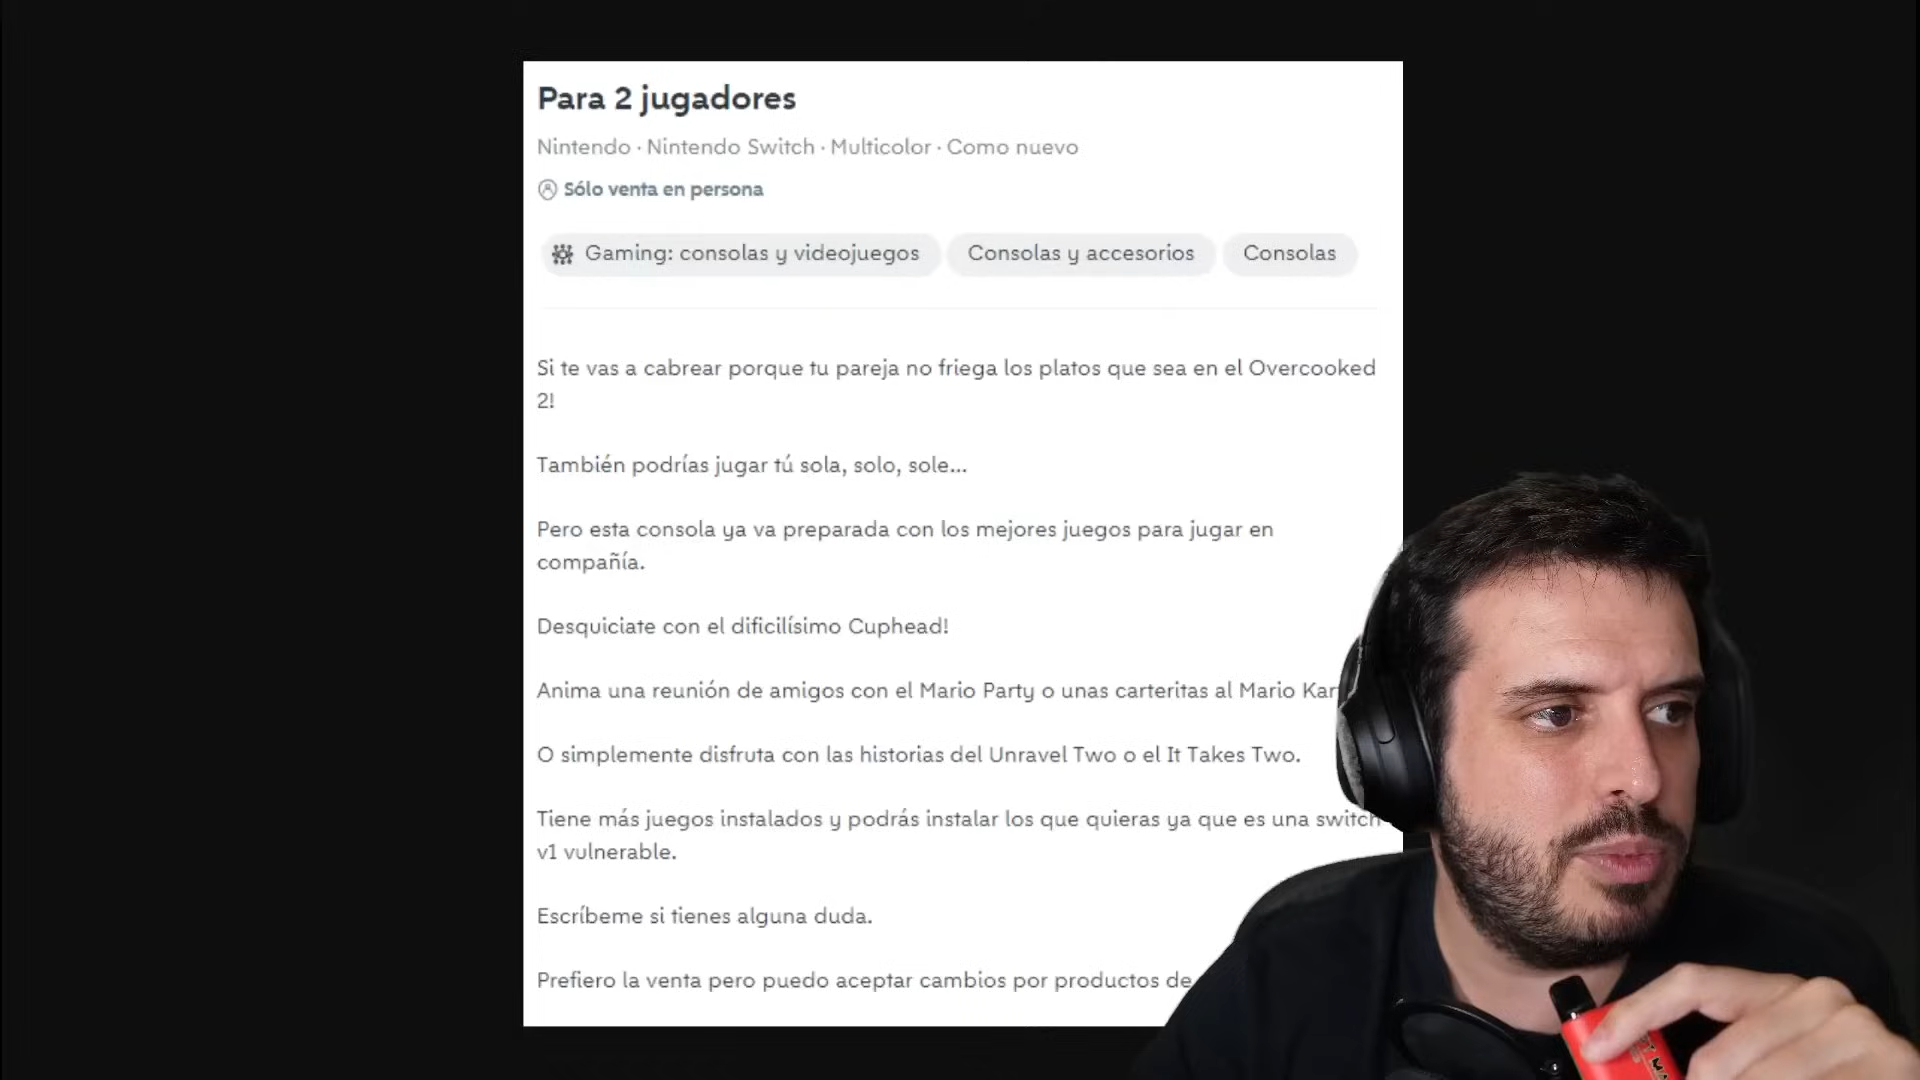 Para 2 jugadores
Nintendo · Nintendo Switch · Multicolor · Como nuevo
Sólo venta en persona
Gaming: consolas y videojuegos
Consolas y accesorios
Consolas
Si te vas a cabrear porque tu pareja no friega los platos que sea en el Overcooked
2!
También podrías jugar tú sola, solo, sole...
Pero esta consola ya va preparada con los mejores juegos para jugar en
compañía.
Desquiciate con el dificilísimo Cuphead!
Anima una reunión de amigos con el Mario Party o unas carteritas al Mario
O simplemente disfruta con las historias del Unravel Two o el It Takes Two.
Tiene más juegos instalados y podrás instalar los que quieras ya que es una switch
v1 vulnerable.
Escríbeme si tienes alguna duda.
Prefiero la venta pero puedo aceptar cambios por productos de